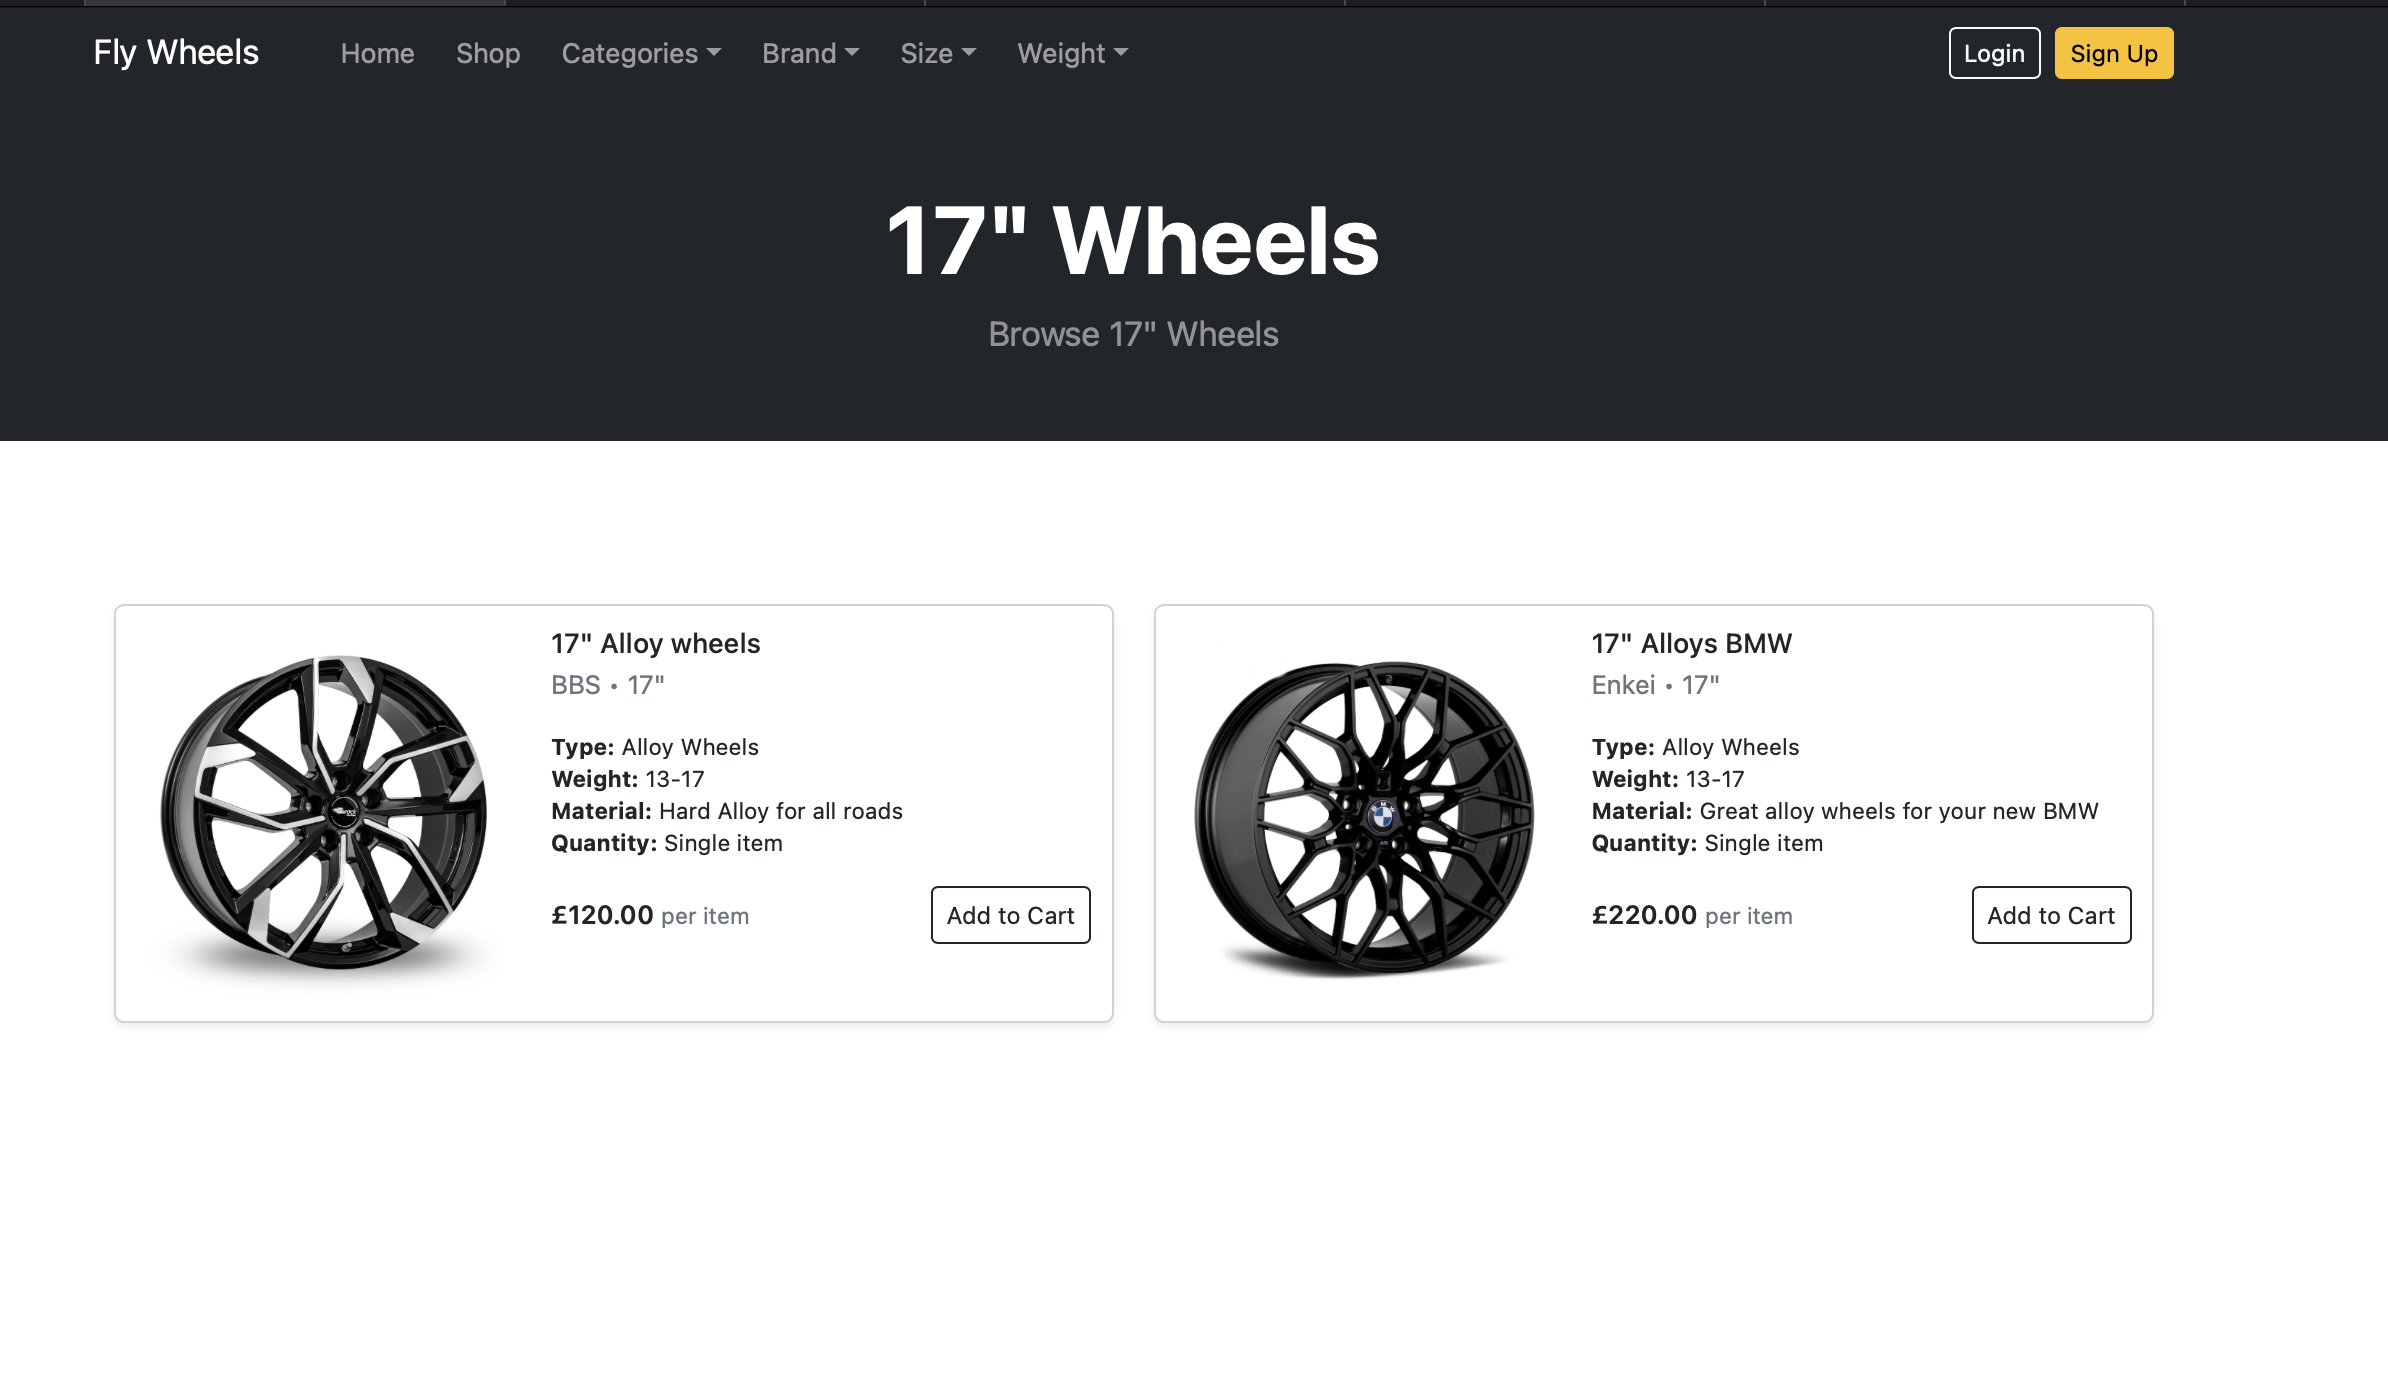 Fly Wheels Home Shop Categories Brand Size Weight Login Sign Up
17" Wheels
Browse 17" Wheels
17" Alloy wheels
BBS • 17"
Type: Alloy Wheels
Weight: 13-17
Material: Hard Alloy for all roads
Quantity: Single item
£120.00 per item Add to Cart
17" Alloys BMW
Enkei • 17"
Type: Alloy Wheels
Weight: 13-17
Material: Great alloy wheels for your new BMW
Quantity: Single item
£220.00 per item Add to Cart